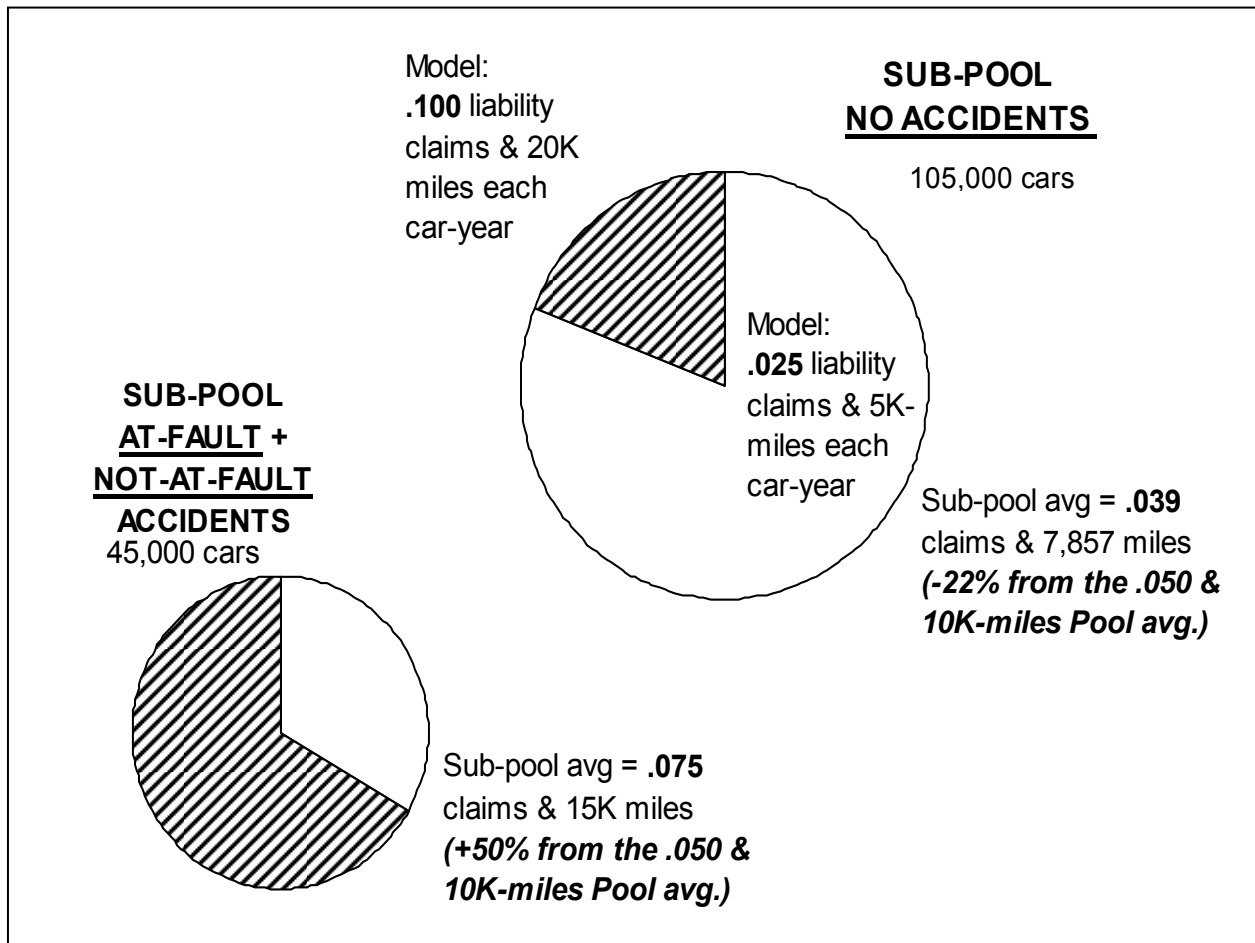 Model:
.100 liability
claims & 20K
miles each
car-year
SUB-POOL
NO ACCIDENTS
105,000 cars
Model:
.025 liability
claims & 5K-
miles each
car-year
Sub-pool avg = .039
claims & 7,857 miles
(-22% from the .050 &
10K-miles Pool avg.)
SUB-POOL
AT-FAULT +
NOT-AT-FAULT
ACCIDENTS
45,000 cars
Sub-pool avg = .075
claims & 15K miles
(+50% from the .050 &
10K-miles Pool avg.)